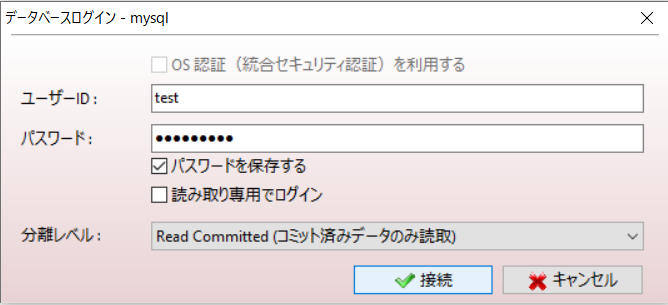 データベースログイン - mysql
OS 認証（統合セキュリティ認証）を利用する
ユーザーID :
test
パスワード :
●●●●●●●●●
パスワードを保存する
読み取り専用でログイン
分離レベル :
Read Committed (コミット済みデータのみ読取)
接続
キャンセル